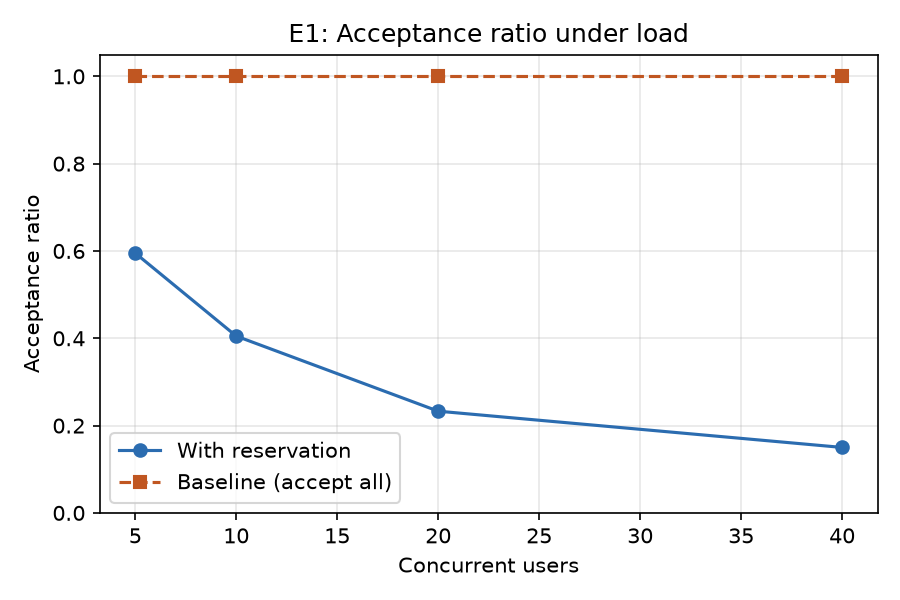 E1: Acceptance ratio under load
Acceptance ratio
1.0
0.8
0.6
0.4
0.2
0.0
With reservation
Baseline (accept all)
5 10 15 20 25 30 35 40
Concurrent users